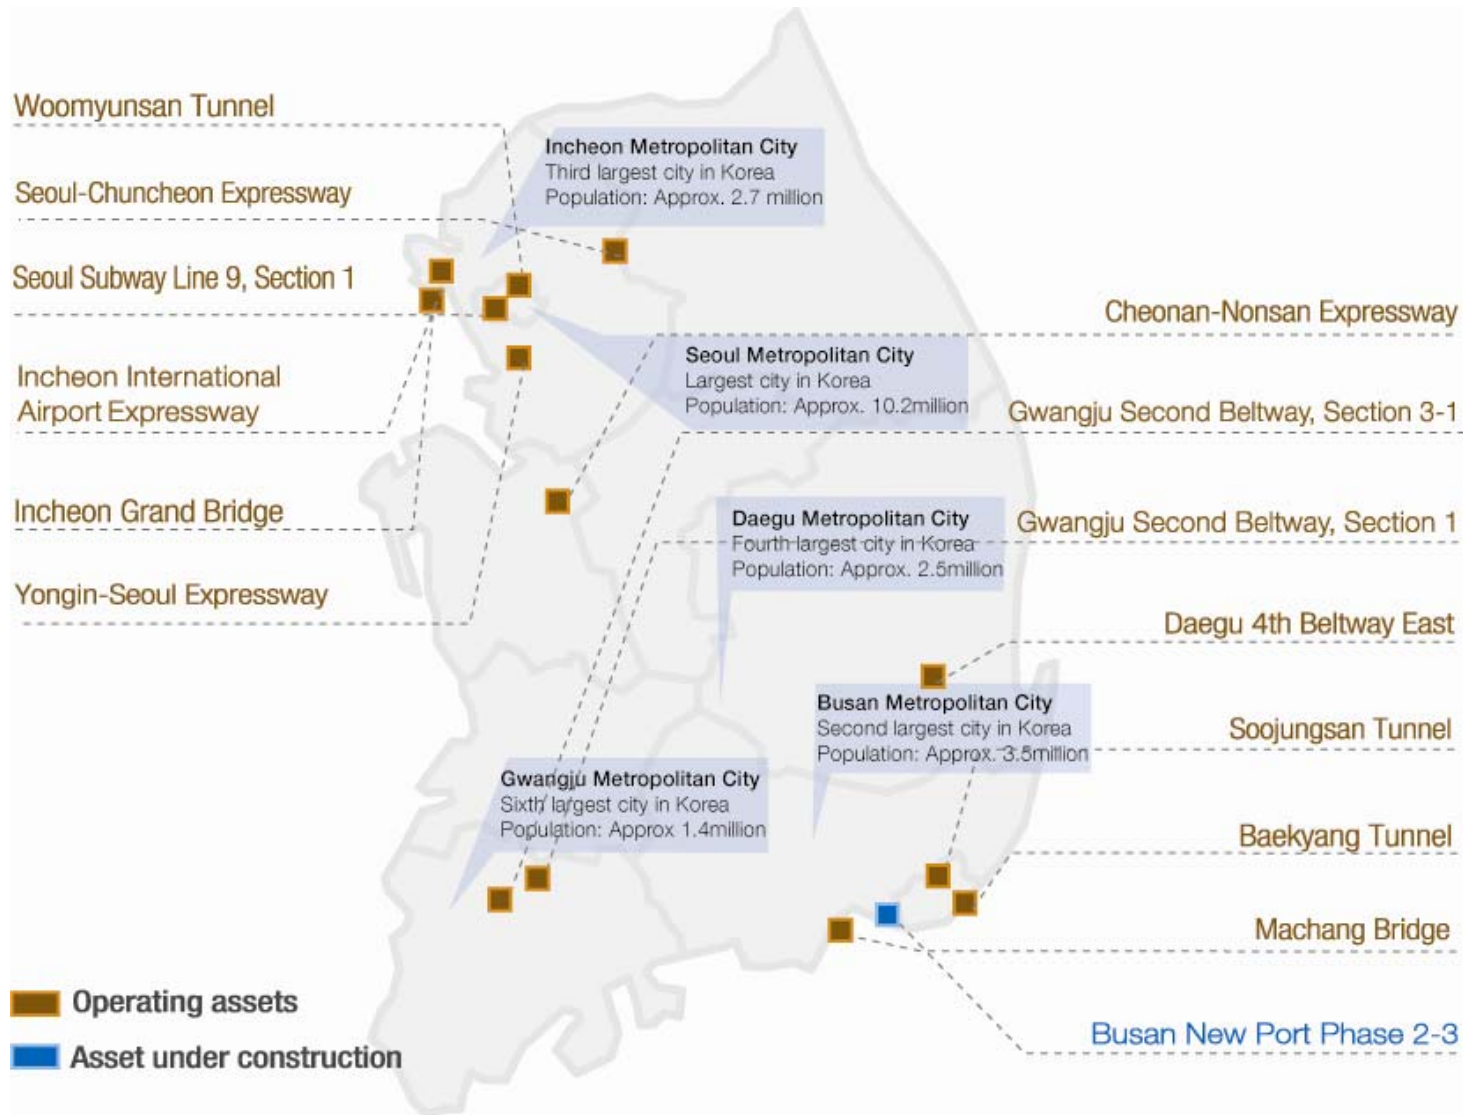 Woomyunsan Tunnel
Seoul-Chuncheon Expressway
Seoul Subway Line 9, Section 1
Incheon International
Airport Expressway
Incheon Grand Bridge
Yongin-Seoul Expressway
Incheon Metropolitan City
Third largest city in Korea
Population: Approx. 2.7 million
Seoul Metropolitan City
Largest city in Korea
Population: Approx. 10.2million
Daegu Metropolitan City
Fourth largest city in Korea
Population: Approx. 2.5million
Busan Metropolitan City
Second largest city in Korea
Population: Approx. 3.5million
Gwangju Metropolitan City
Sixth largest city in Korea
Population: Approx 1.4million
Cheonan-Nonsan Expressway
Gwangju Second Beltway, Section 3-1
Gwangju Second Beltway, Section 1
Daegu 4th Beltway East
Soojungsan Tunnel
Baekyang Tunnel
Machang Bridge
Busan New Port Phase 2-3
Operating assets
Asset under construction